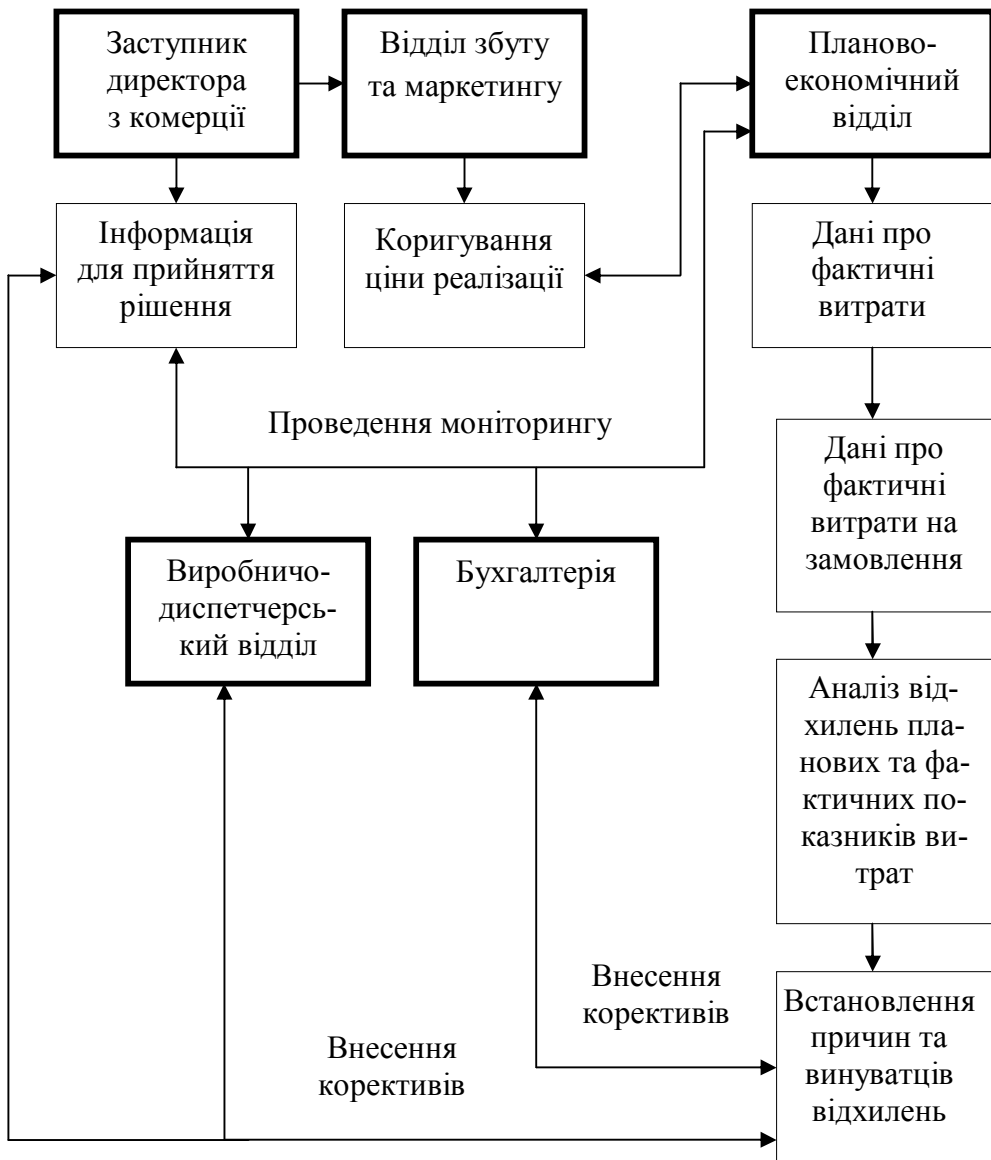 Заступник
директора
з комерції
Відділ збуту
та маркетингу
Планово-
економічний
відділ
Інформація
для прийняття
рішення
Коригування
ціни реалізації
Дані про
фактичні
витрати
Проведення моніторингу
Дані про
фактичні
витрати на
замовлення
Виробничо-
диспетчерсь-
кий відділ
Бухгалтерія
Аналіз від-
хилень пла-
нових та фа-
ктичних по-
казників ви-
трат
Внесення
корективів
Внесення
корективів
Встановлення
причин та
винуватців
відхилень